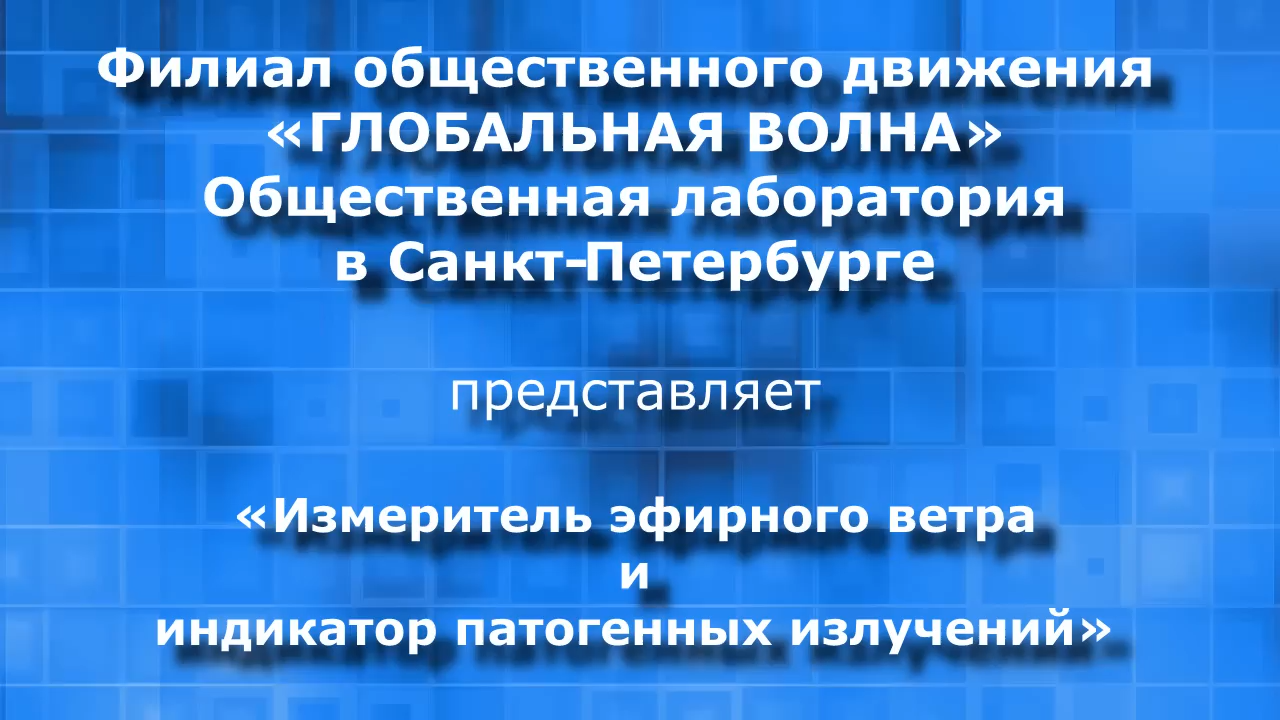 Филиал общественного движения
«ГЛОБАЛЬНАЯ ВОЛНА»
Общественная лаборатория
в Санкт-Петербурге
представляет
«Измеритель эфирного ветра
и
индикатор патогенных излучений»